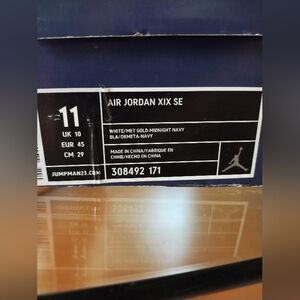 11
UK 10
EUR 45
CM 29
JUMPMAN23.COM
AIR JORDAN XIX SE
WHITE/MET GOLD-MIDNIGHT NAVY
BLA/ORMETA-NAVY
MADE IN CHINA/FABRIQUE EN
CHINE/HECHO EN CHINA
308492 171